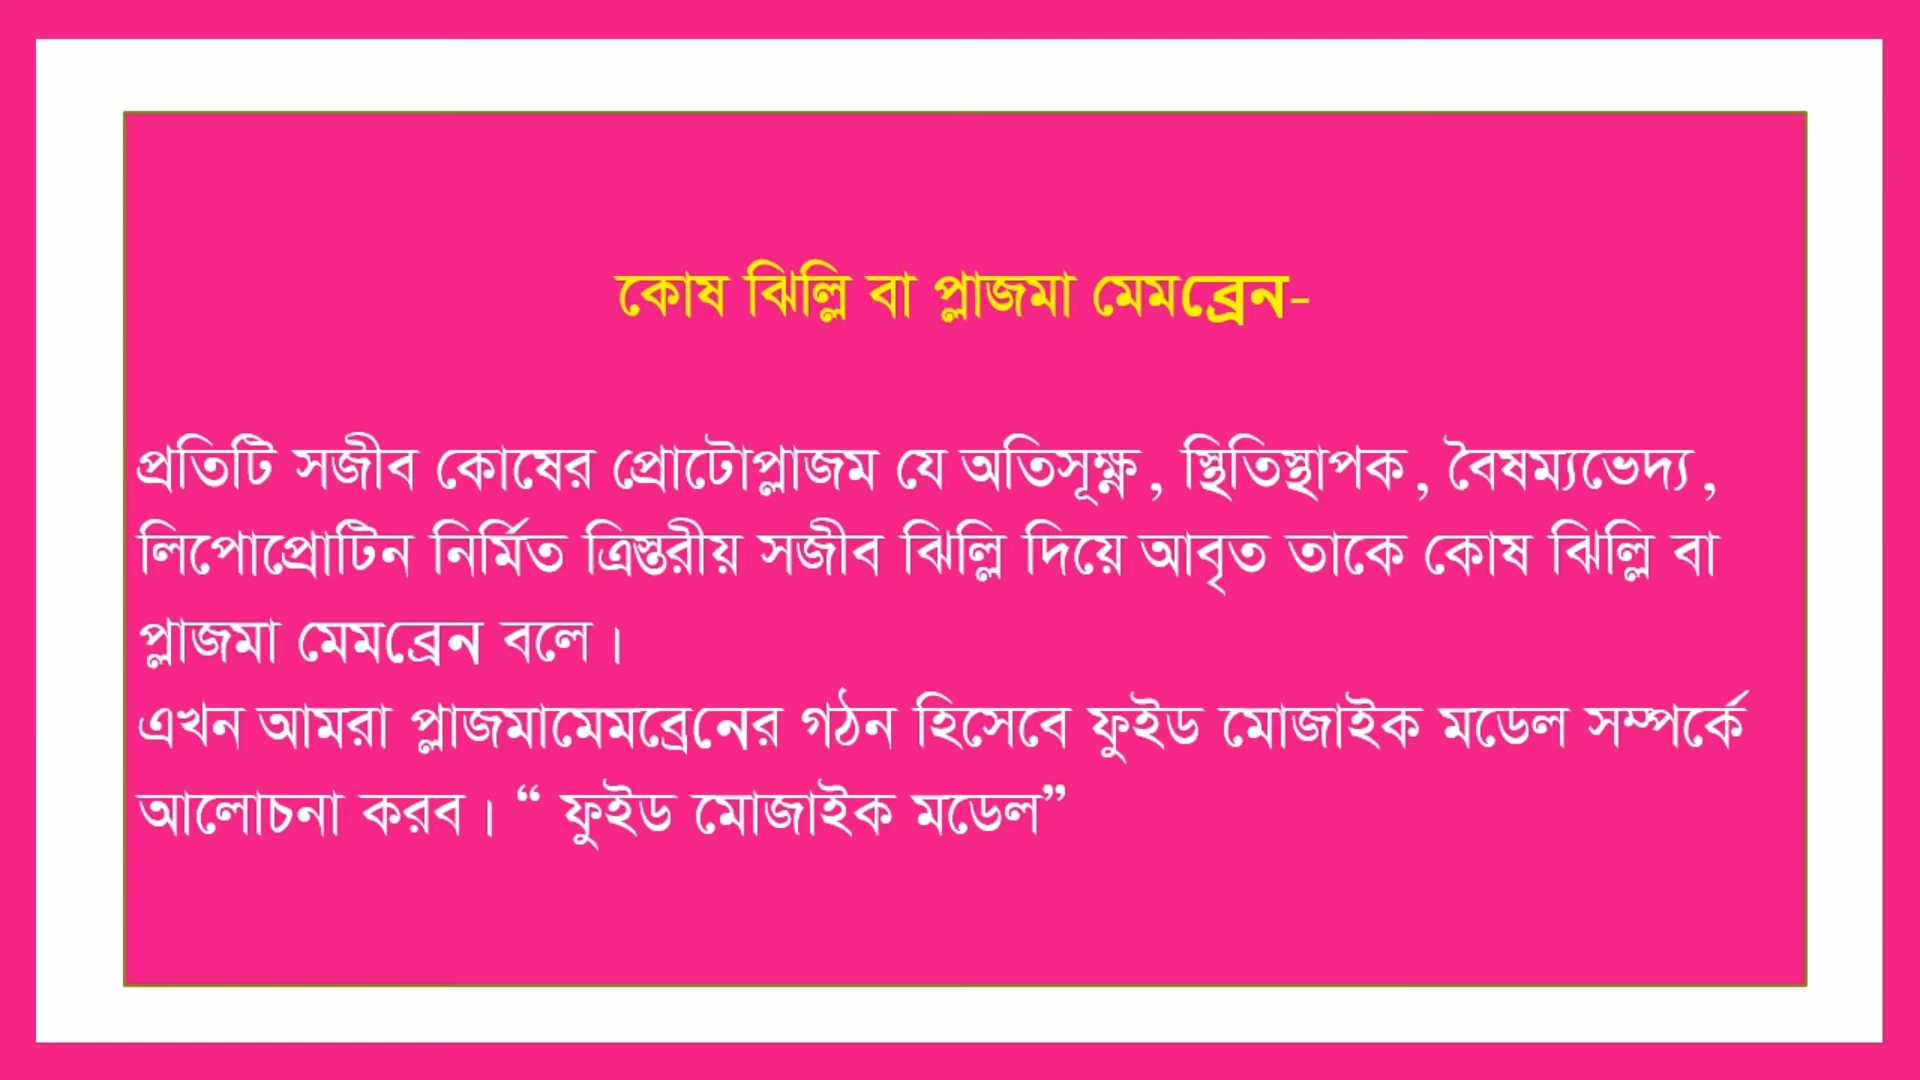 কোষ ঝিল্লি বা প্লাজমা মেমব্রেন-
প্রতিটি সজীব কোষের প্রোটোপ্লাজম যে অতিসূক্ষ্ণ, স্থিতিস্থাপক, বৈষম্যভেদ্য,
লিপোপ্রোটিন নির্মিত ত্রিস্তরীয় সজীব ঝিল্লি দিয়ে আবৃত তাকে কোষ ঝিল্লি বা
প্লাজমা মেমব্রেন বলে।
এখন আমরা প্লাজমামেমব্রেনের গঠন হিসেবে ফুইড মোজাইক মডেল সম্পর্কে
আলোচনা করব। “ ফুইড মোজাইক মডেল”